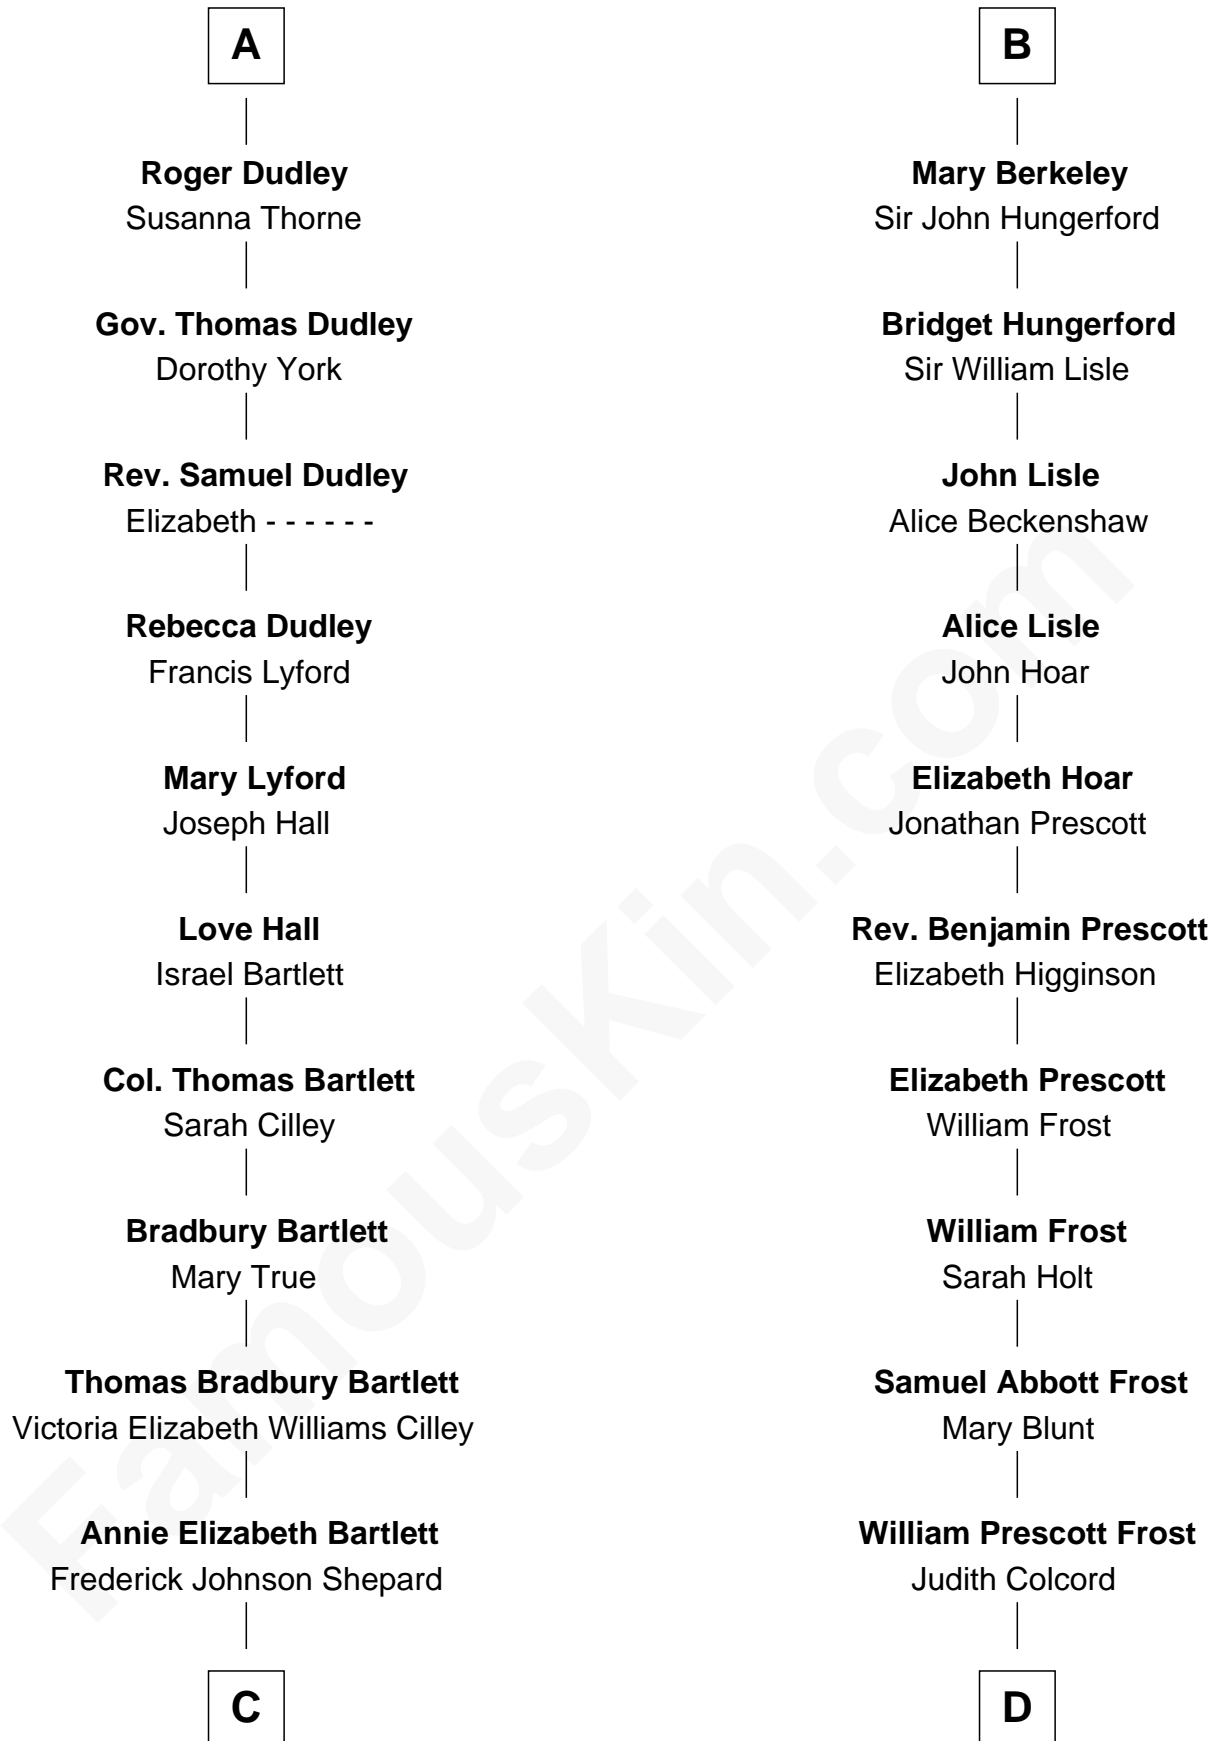 A
Roger Dudley
Susanna Thorne
Gov. Thomas Dudley
Dorothy York
Rev. Samuel Dudley
Elizabeth - - - - - -
Rebecca Dudley
Francis Lyford
Mary Lyford
Joseph Hall
Love Hall
Israel Bartlett
Col. Thomas Bartlett
Sarah Cilley
Bradbury Bartlett
Mary True
Thomas Bradbury Bartlett
Victoria Elizabeth Williams Cilley
Annie Elizabeth Bartlett
Frederick Johnson Shepard
C
B
Mary Berkeley
Sir John Hungerford
Bridget Hungerford
Sir William Lisle
John Lisle
Alice Beckenshaw
Alice Lisle
John Hoar
Elizabeth Hoar
Jonathan Prescott
Rev. Benjamin Prescott
Elizabeth Higginson
Elizabeth Prescott
William Frost
William Frost
Sarah Holt
Samuel Abbott Frost
Mary Blunt
William Prescott Frost
Judith Colcord
D
FamousKin.com